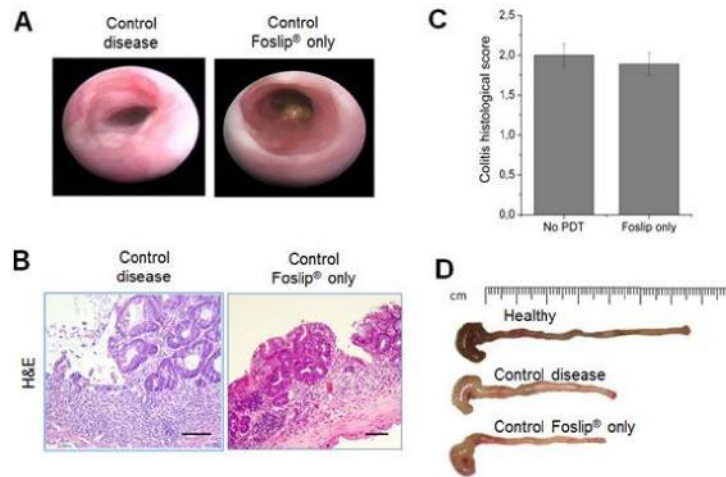 A
Control
disease
Control
Foslip® only
B
Control
disease
Control
Foslip® only
H&E
C
Colitis histological score
2,5
2,0
1,5
1,0
0,5
2,0
No PDT
Foslip only
D
cm
Healthy
Control disease
Control Foslip® only